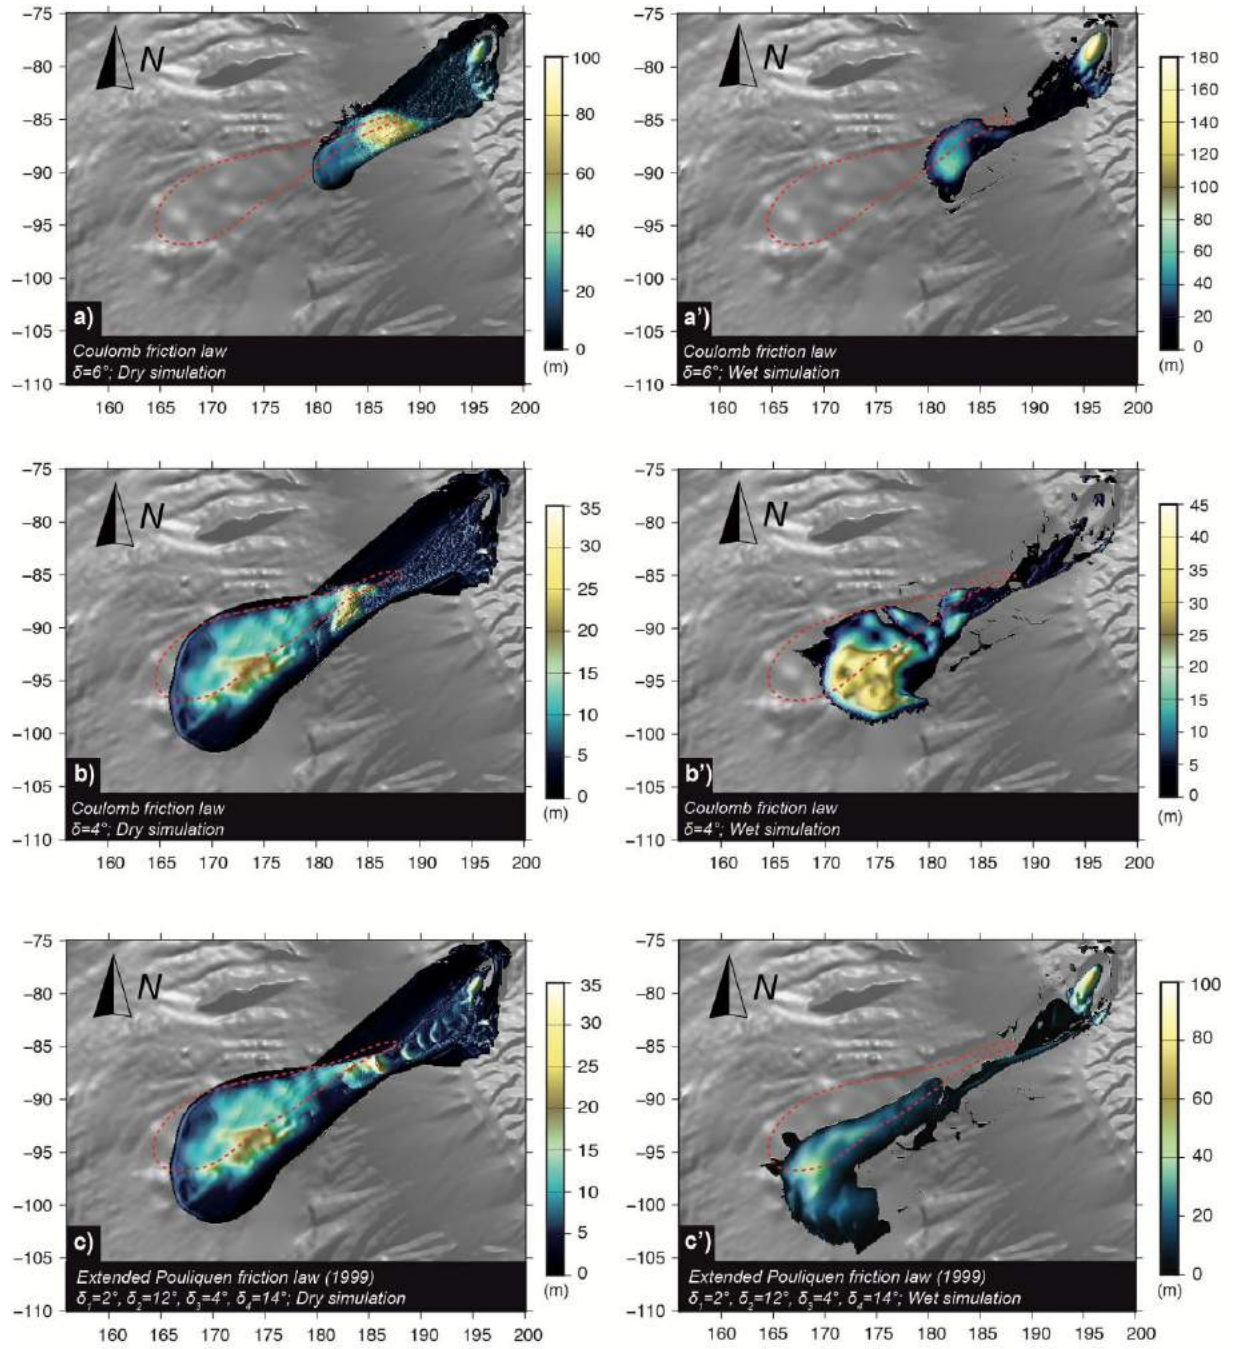 −75
−80
−85
−90
−95
−100
−105
−110
N
100
80
60
40
20
0
(m)
a)
Coulomb friction law
δ=6°; Dry simulation
160 165 170 175 180 185 190 195 200
−75
−80
−85
−90
−95
−100
−105
−110
N
180
160
140
120
100
80
60
40
20
0
(m)
a')
Coulomb friction law
δ=6°; Wet simulation
160 165 170 175 180 185 190 195 200
−75
−80
−85
−90
−95
−100
−105
−110
N
35
30
25
20
15
10
5
0
(m)
b)
Coulomb friction law
δ=4°; Dry simulation
160 165 170 175 180 185 190 195 200
−75
−80
−85
−90
−95
−100
−105
−110
N
45
40
35
30
25
20
15
10
5
0
(m)
b')
Coulomb friction law
δ=4°; Wet simulation
160 165 170 175 180 185 190 195 200
−75
−80
−85
−90
−95
−100
−105
−110
N
35
30
25
20
15
10
5
0
(m)
c)
Extended Pouliquen friction law (1999)
δ₁=2°, δ₂=12°, δ₃=4°, δ₄=14°; Dry simulation
160 165 170 175 180 185 190 195 200
−75
−80
−85
−90
−95
−100
−105
−110
N
100
80
60
40
20
0
(m)
c')
Extended Pouliquen friction law (1999)
δ₁=2°, δ₂=12°, δ₃=4°, δ₄=14°; Wet simulation
160 165 170 175 180 185 190 195 200